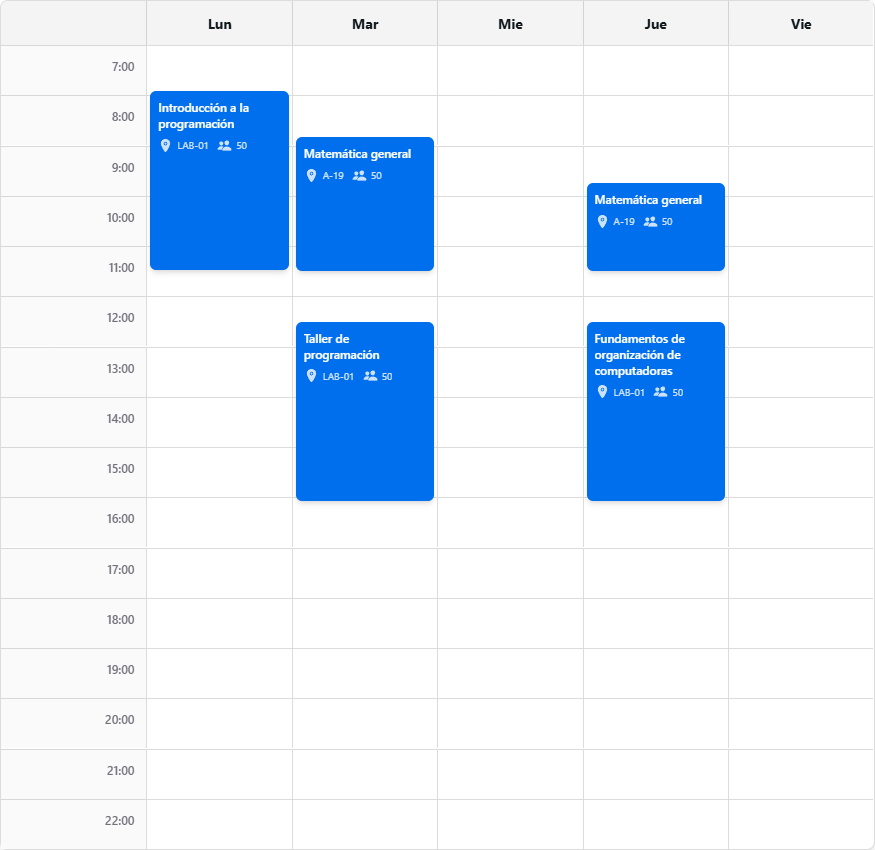 Lun Mar Mie Jue Vie
7:00
8:00
9:00
10:00
11:00
12:00
13:00
14:00
15:00
16:00
17:00
18:00
19:00
20:00
21:00
22:00
Introducción a la
programación
LAB-01 50
Matemática general
A-19 50
Taller de
programación
LAB-01 50
Matemática general
A-19 50
Fundamentos de
organización de
computadoras
LAB-01 50